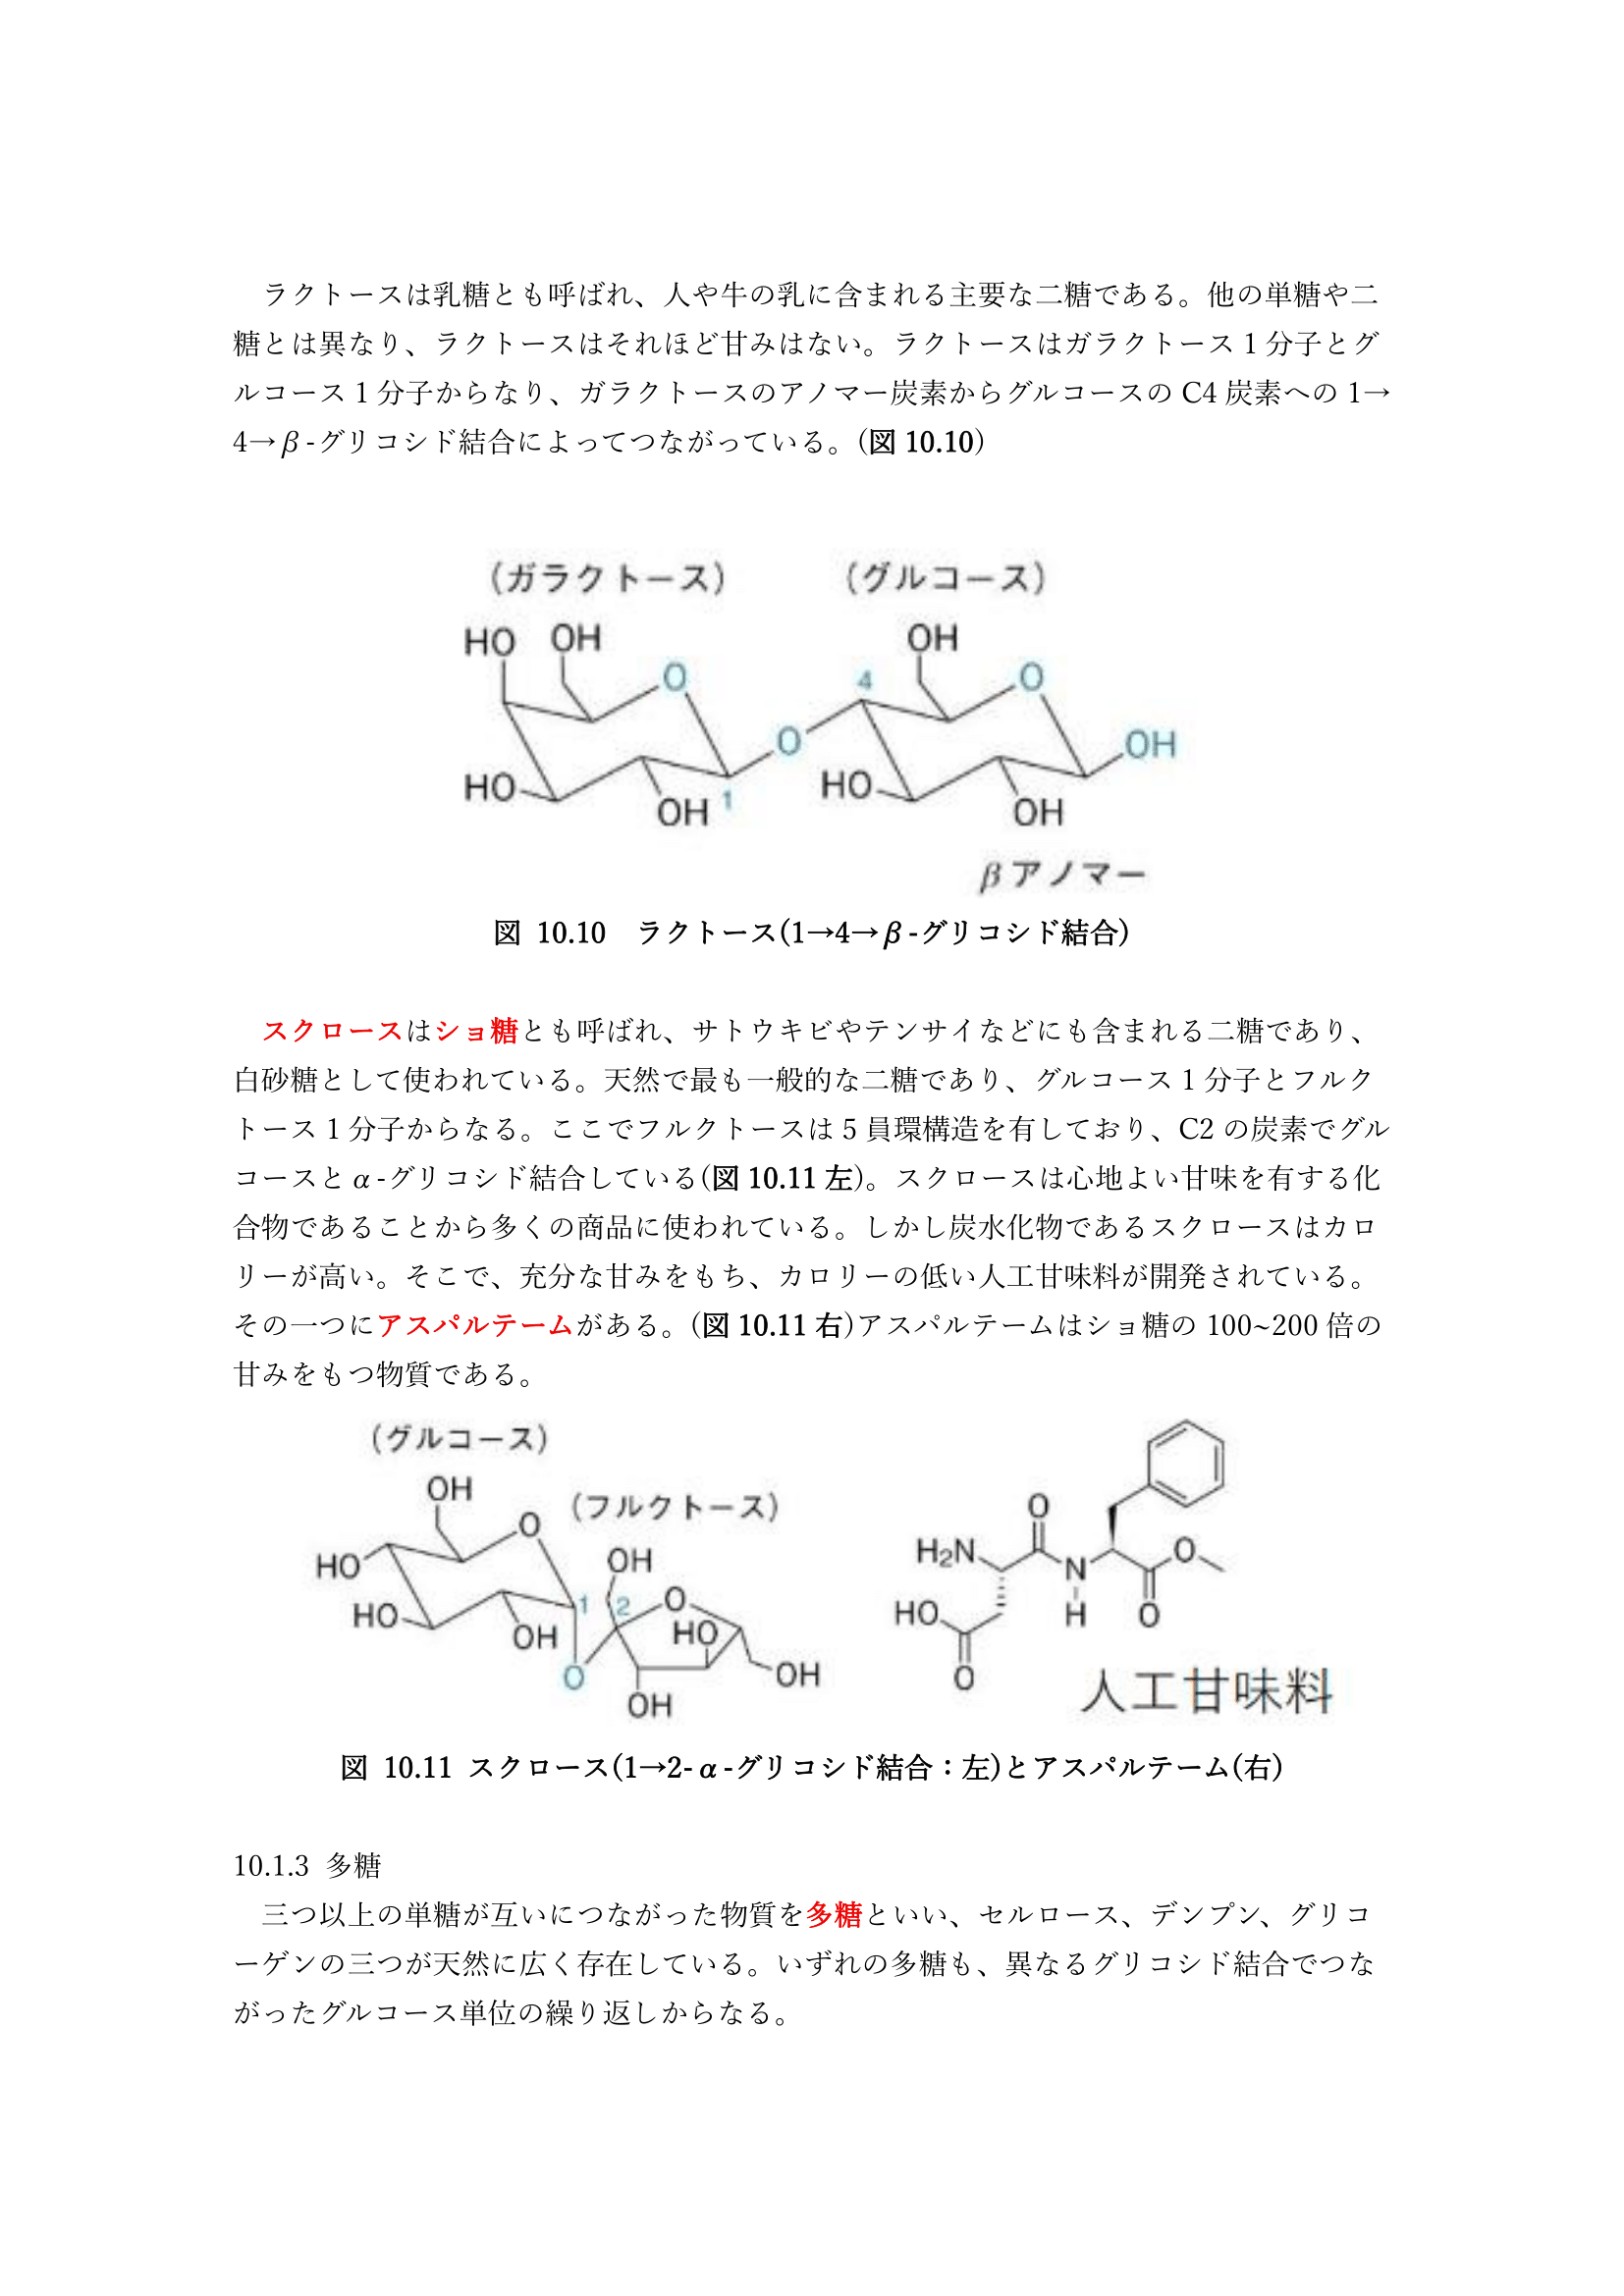 ラクトースは乳糖とも呼ばれ、人や牛の乳に含まれる主要な二糖である。他の単糖や二
糖とは異なり、ラクトースはそれほど甘みはない。ラクトースはガラクトース 1 分子とグ
ルコース 1 分子からなり、ガラクトースのアノマー炭素からグルコースの C4 炭素への 1→
4→β-グリコシド結合によってつながっている。(図 10.10)
(ガラクトース) (グルコース)
HO OH OH
O 4 O
O OH
HO OH 1 HO OH
βアノマー
図 10.10 ラクトース(1→4→β-グリコシド結合)
スクロースはショ糖とも呼ばれ、サトウキビやテンサイなどにも含まれる二糖であり、
白砂糖として使われている。天然で最も一般的な二糖であり、グルコース 1 分子とフルク
トース 1 分子からなる。ここでフルクトースは 5 員環構造を有しており、C2 の炭素でグル
コースとα-グリコシド結合している(図 10.11 左)。スクロースは心地よい甘味を有する化
合物であることから多くの商品に使われている。しかし炭水化物であるスクロースはカロ
リーが高い。そこで、充分な甘みをもち、カロリーの低い人工甘味料が開発されている。
その一つにアスパルテームがある。(図 10.11 右)アスパルテームはショ糖の 100~200 倍の
甘みをもつ物質である。
(グルコース)
OH (フルクトース)
O
HO OH
HO OH 1 2 O HO
O OH OH
O
H₂N N O
HO H O
O
人工甘味料
図 10.11 スクロース(1→2-α-グリコシド結合：左)とアスパルテーム(右)
10.1.3 多糖
三つ以上の単糖が互いにつながった物質を多糖といい、セルロース、デンプン、グリコ
ーゲンの三つが天然に広く存在している。いずれの多糖も、異なるグリコシド結合でつな
がったグルコース単位の繰り返しからなる。